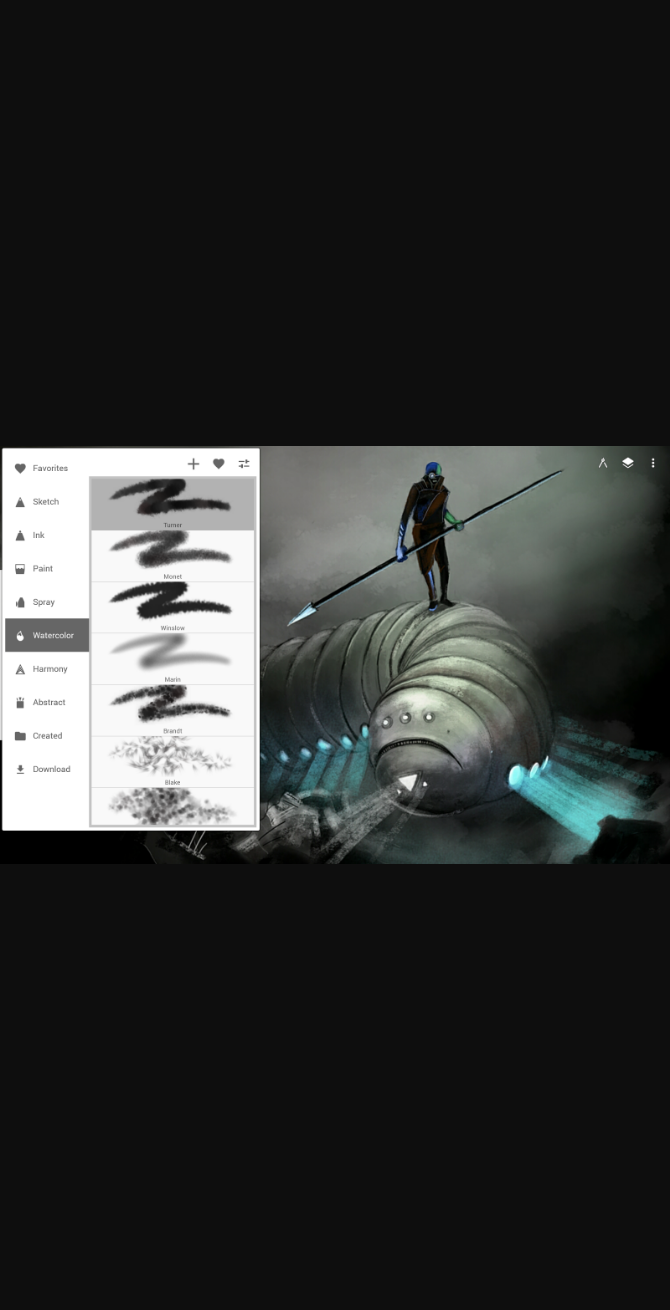 Favorites
Sketch
Ink
Paint
Spray
Watercolor
Harmony
Abstract
Created
Download
Turner
Monet
Winslow
Marin
Brandt
Blake